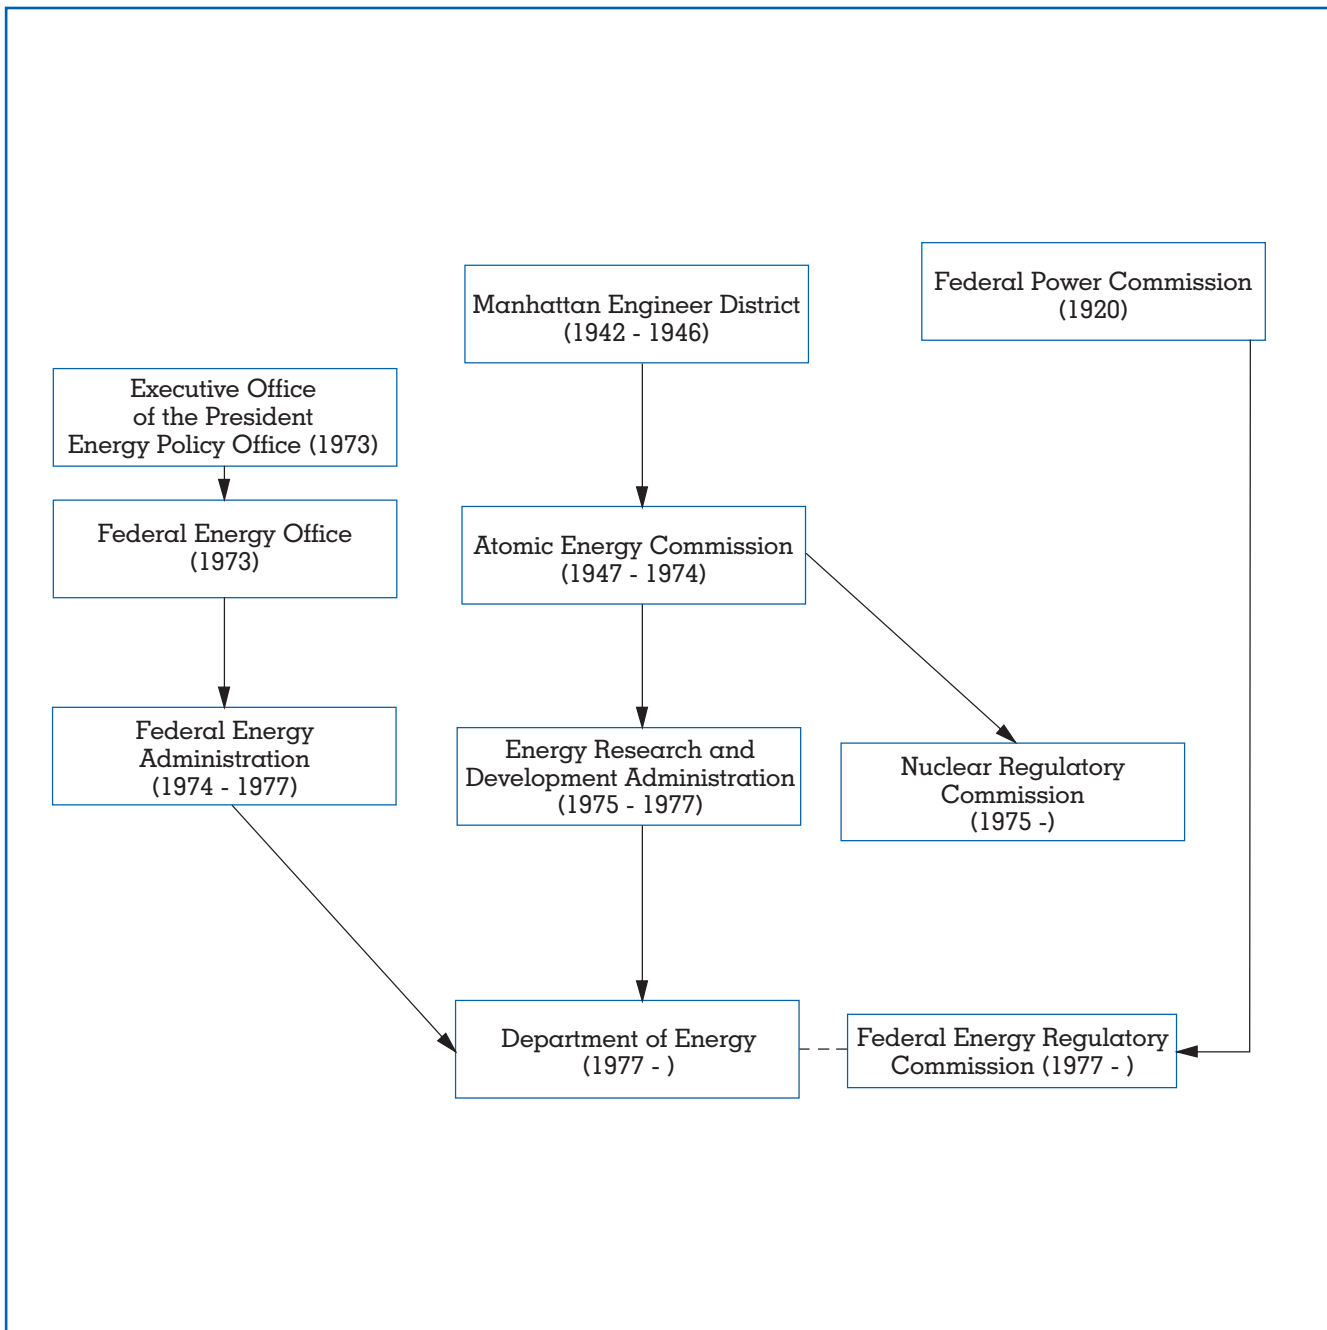 Federal Power Commission
(1920)
Manhattan Engineer District
(1942 - 1946)
Executive Office
of the President
Energy Policy Office (1973)
Federal Energy Office
(1973)
Atomic Energy Commission
(1947 - 1974)
Federal Energy
Administration
(1974 - 1977)
Energy Research and
Development Administration
(1975 - 1977)
Nuclear Regulatory
Commission
(1975 -)
Department of Energy
(1977 - )
Federal Energy Regulatory
Commission (1977 - )